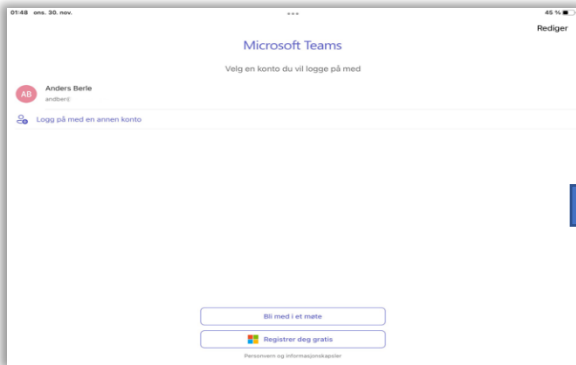 01:48 ons. 30. nov.
45 %
Rediger
Microsoft Teams
Velg en konto du vil logge på med
AB
Anders Berle
andberl
Logg på med en annen konto
Bli med i et møte
Registrer deg gratis
Personvern og informasjonskapsler